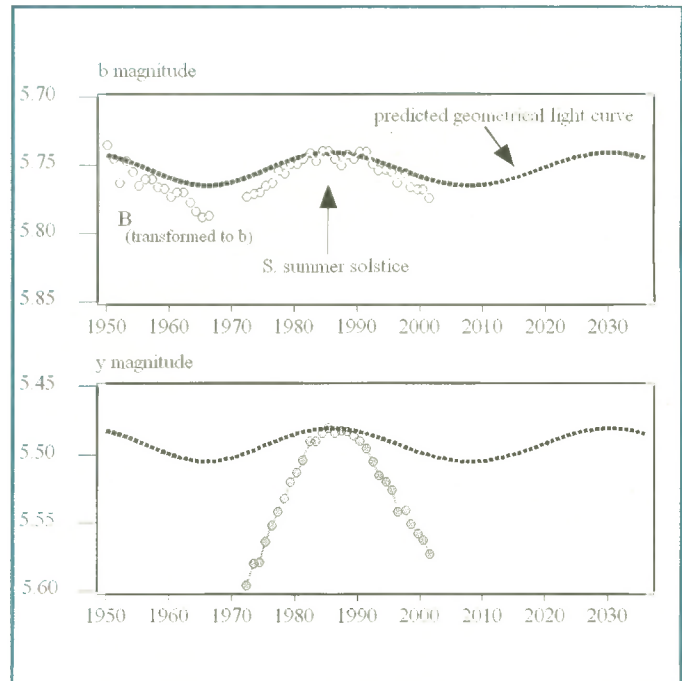 b magnitude
5.70
predicted geometrical light curve
5.75
B
(transformed to b)
5.80
S. summer solstice
5.85
1950 1960 1970 1980 1990 2000 2010 2020 2030
y magnitude
5.45
5.50
5.55
5.60
1950 1960 1970 1980 1990 2000 2010 2020 2030